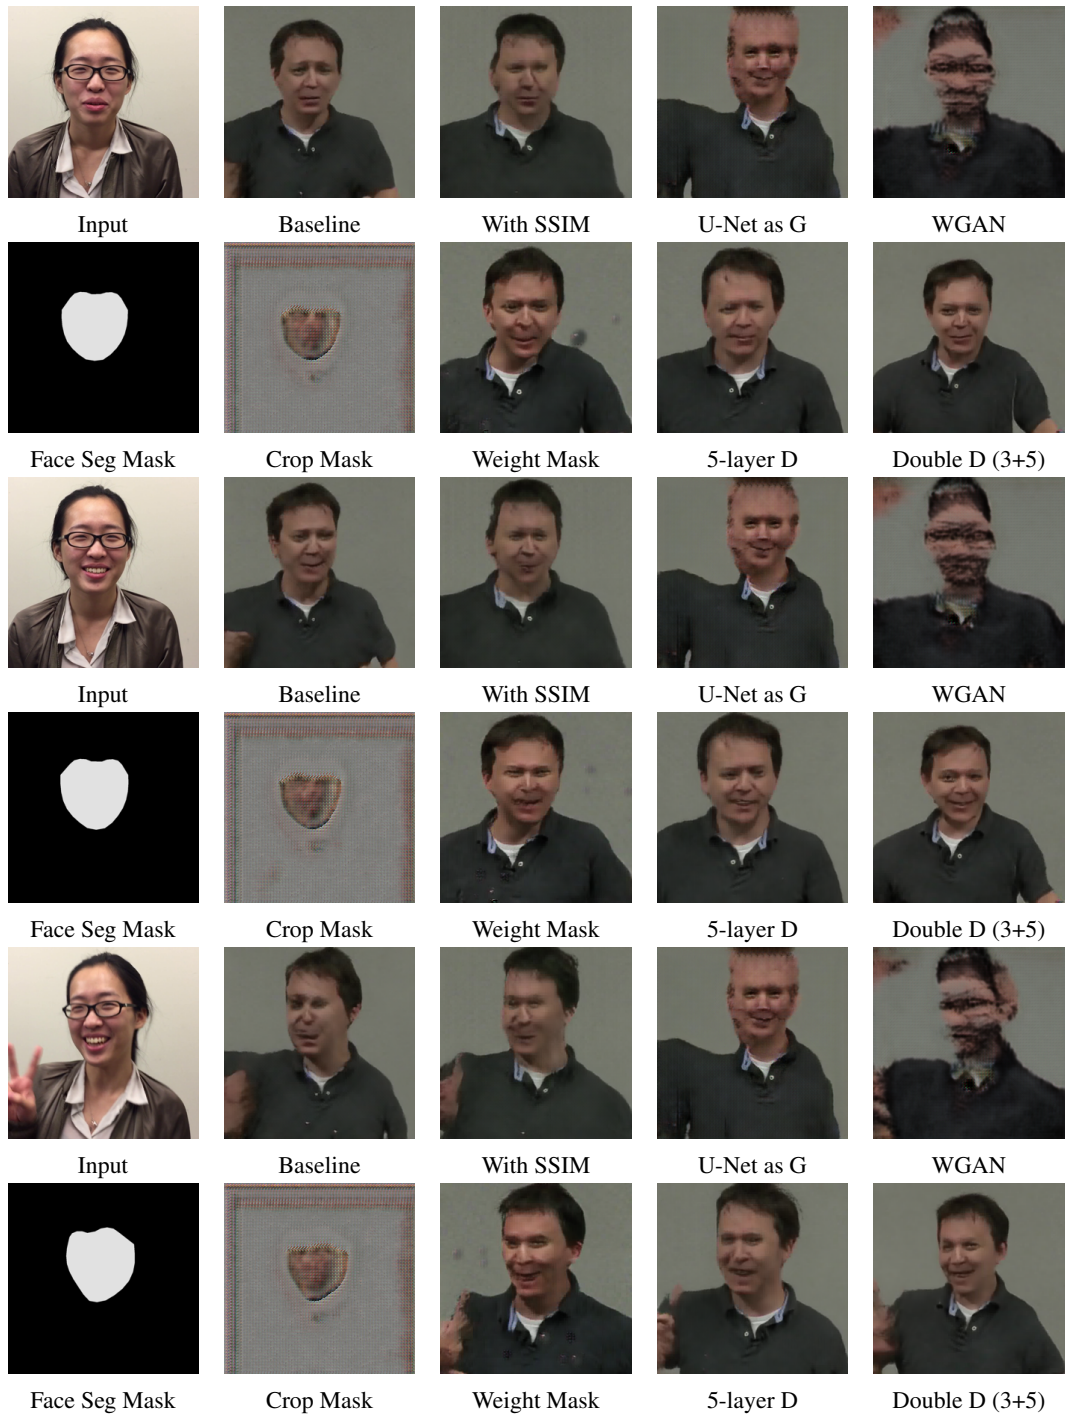 Input Baseline With SSIM U-Net as G WGAN
Face Seg Mask Crop Mask Weight Mask 5-layer D Double D (3+5)
Input Baseline With SSIM U-Net as G WGAN
Face Seg Mask Crop Mask Weight Mask 5-layer D Double D (3+5)
Input Baseline With SSIM U-Net as G WGAN
Face Seg Mask Crop Mask Weight Mask 5-layer D Double D (3+5)